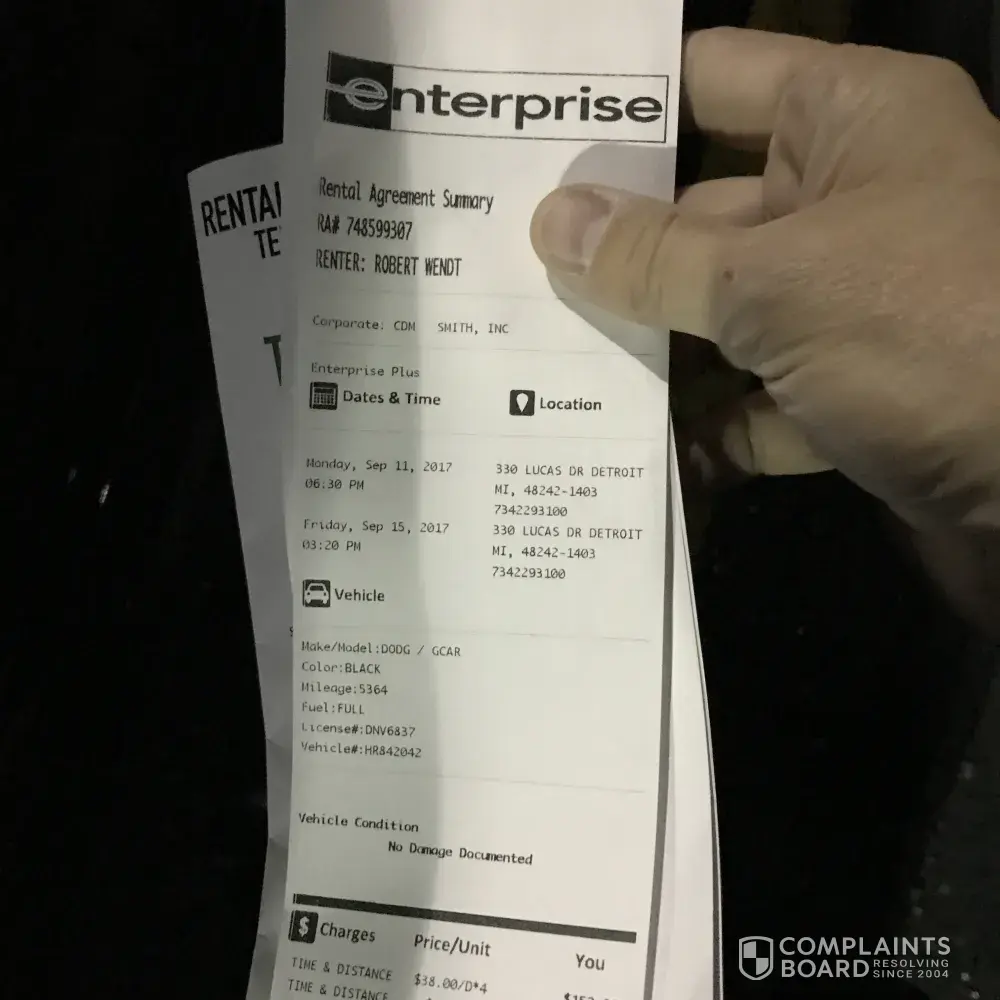 enterprise
Rental Agreement Summary
RA# 748599307
RENTER: ROBERT WENDT
RENTAL
TE
T
Corporate: CDM SMITH, INC
Enterprise Plus
Dates & Time
Location
Monday, Sep 11, 2017
06:30 PM
330 LUCAS DR DETROIT
MI, 48242-1403
7342293100
Friday, Sep 15, 2017
03:20 PM
330 LUCAS DR DETROIT
MI, 48242-1403
7342293100
Vehicle
Make/Model:DODG / GCAR
Color:BLACK
Mileage:5364
Fuel:FULL
License#:DNV6837
Vehicle#:HR842042
Vehicle Condition
No Damage Documented
$ Charges Price/Unit You
TIME & DISTANCE $38.00/D*4
TIME & DISTANCE
COMPLAINTS
BOARD RESOLVING
SINCE 2004